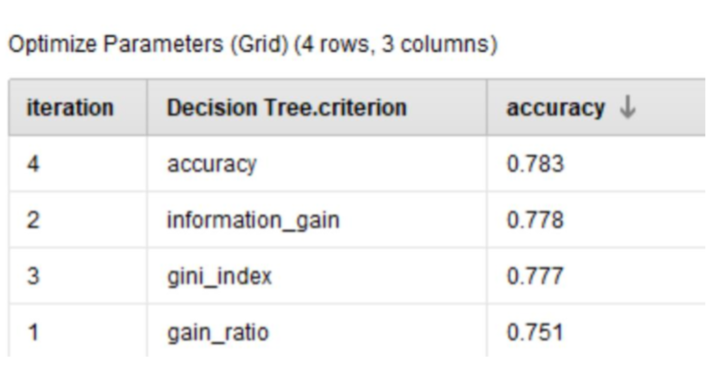 Optimize Parameters (Grid) (4 rows, 3 columns)
iteration Decision Tree.criterion accuracy ↓
4 accuracy 0.783
2 information_gain 0.778
3 gini_index 0.777
1 gain_ratio 0.751